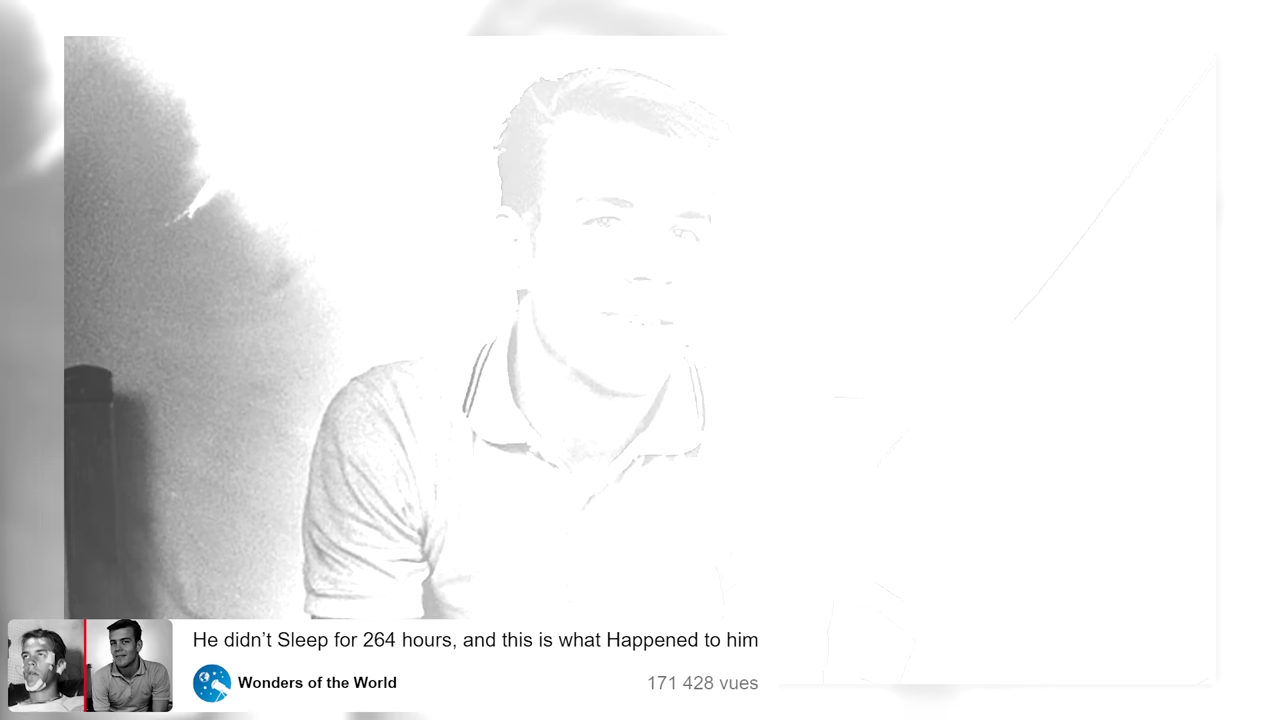 He didn’t Sleep for 264 hours, and this is what Happened to him
Wonders of the World
171 428 vues